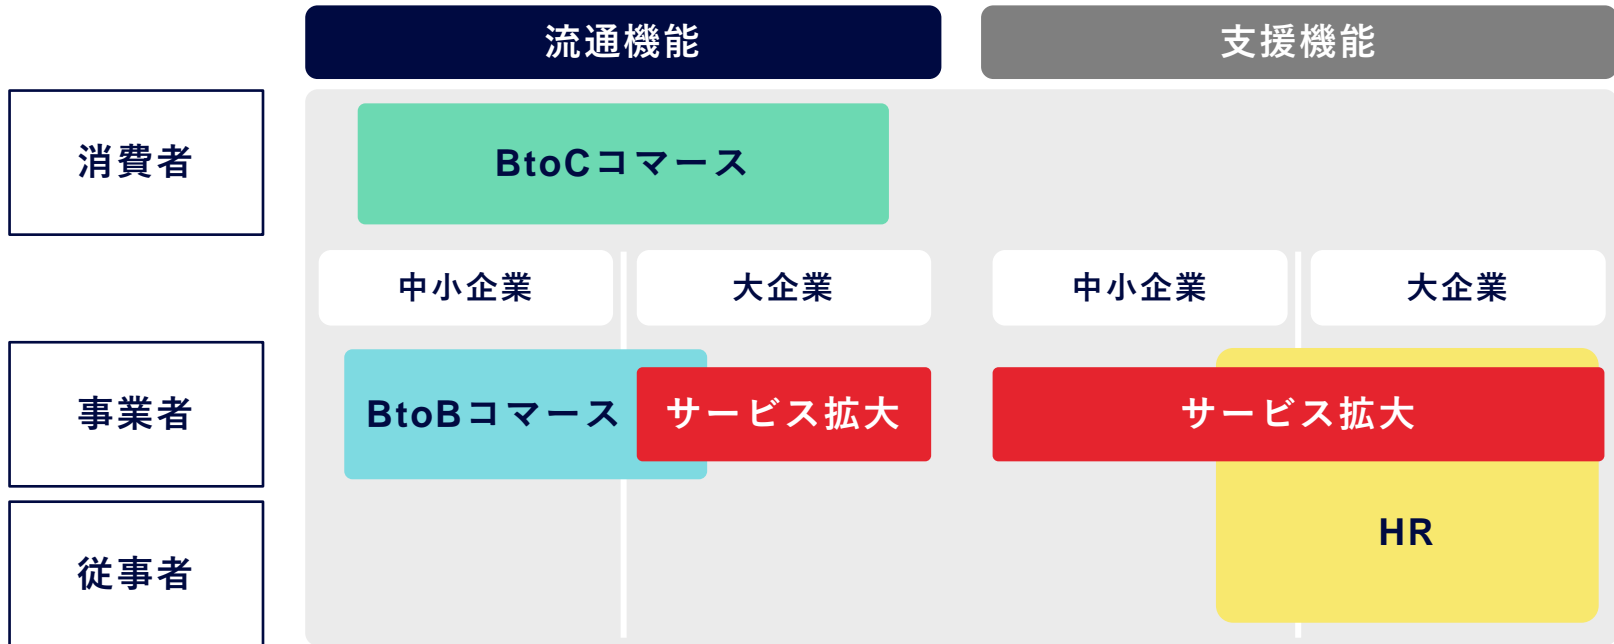 流通機能
支援機能
消費者
BtoCコマース
中小企業
大企業
中小企業
大企業
事業者
BtoBコマース
サービス拡大
サービス拡大
HR
従事者